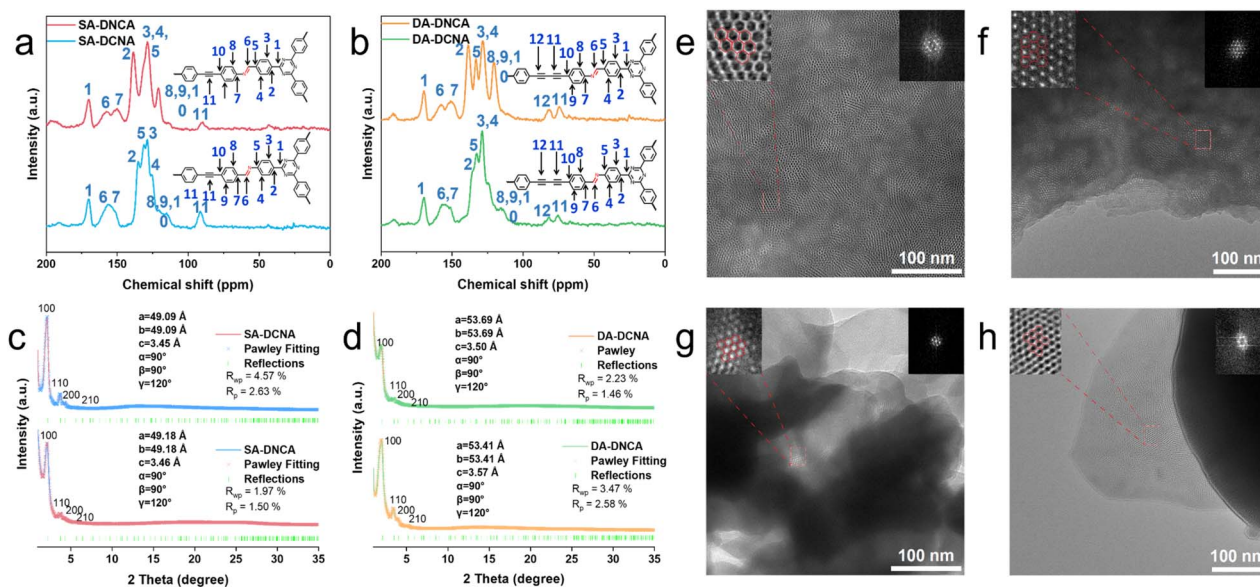 a
SA-DNCA
SA-DCNA
3,4,
2
5
1
6 7
8,9,1
0
11
10 8 6 5 3 1
11 9 7 4 2
5 3
2
4
1
6 7
8,9,1
0
11
10 8 5 3 1
11 11 9 7 6 4 2
Intensity (a.u.)
200 150 100 50 0
Chemical shift (ppm)
b
DA-DNCA
DA-DCNA
3,4
2
5
8,9,1
0
1
6, 7
12 11
12 11 10 8 6 5 3 1
9 7 4 2
3,4
5
2
1
6,7
8,9,1
0
12 11
12 11 10 8 5 3 1
9 7 6 4 2
Intensity (a.u.)
200 150 100 50 0
Chemical shift (ppm)
c
100
110
200
210
a=49.09 Å
b=49.09 Å
c=3.45 Å
α=90°
β=90°
γ=120°
SA-DCNA
Pawley Fitting
Reflections
Rwp = 4.57 %
Rp = 2.63 %
100
110
200
210
a=49.18 Å
b=49.18 Å
c=3.46 Å
α=90°
β=90°
γ=120°
SA-DNCA
Pawley Fitting
Reflections
Rwp = 1.97 %
Rp = 1.50 %
Intensity (a.u.)
5 10 15 20 25 30 35
2 Theta (degree)
d
100
110
200
210
a=53.69 Å
b=53.69 Å
c=3.50 Å
α=90°
β=90°
γ=120°
DA-DCNA
Pawley
Reflections
Rwp = 2.23 %
Rp = 1.46 %
100
110
200
210
a=53.41 Å
b=53.41 Å
c=3.57 Å
α=90°
β=90°
γ=120°
DA-DNCA
Pawley Fitting
Reflections
Rwp = 3.47 %
Rp = 2.58 %
Intensity (a.u.)
5 10 15 20 25 30 35
2 Theta (degree)
e
100 nm
f
100 nm
g
100 nm
h
100 nm